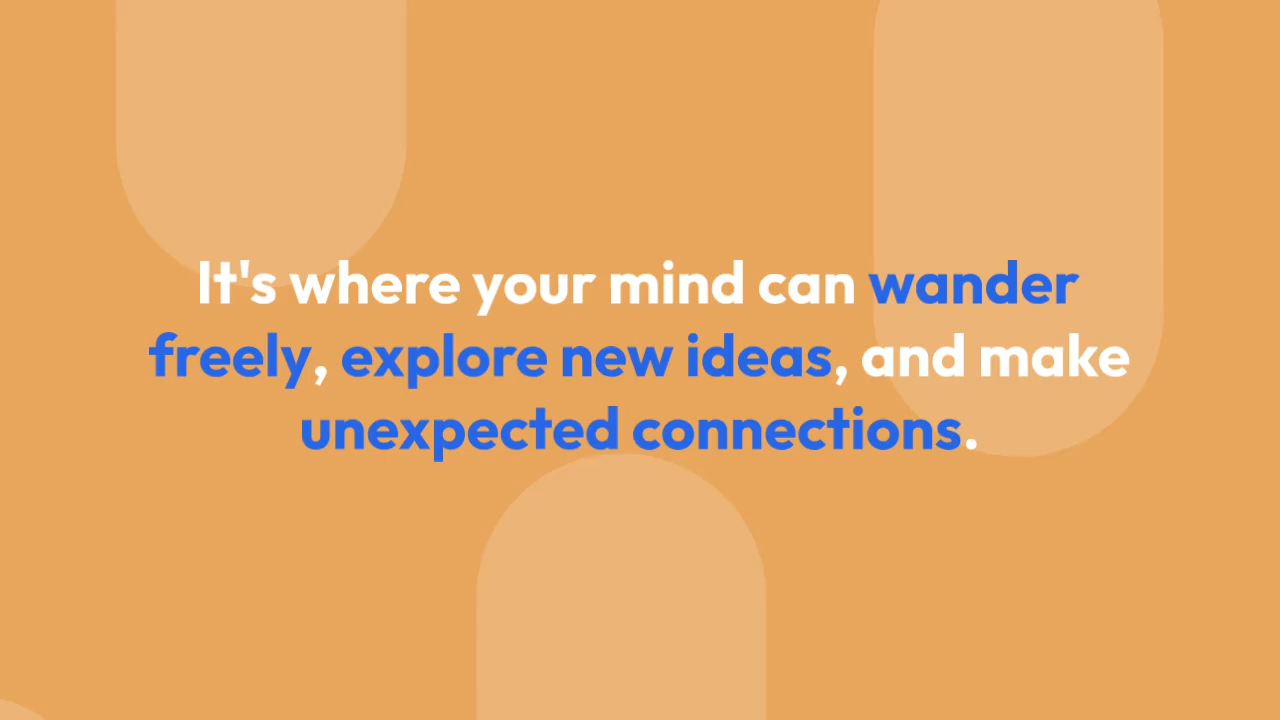 It's where your mind can wander
freely, explore new ideas, and make
unexpected connections.